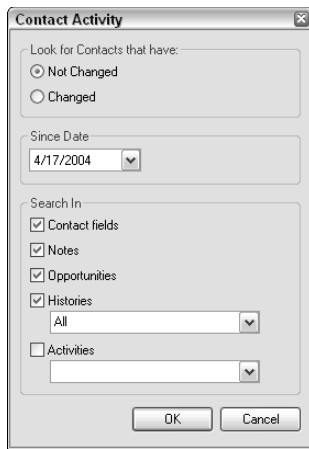 Contact Activity
Look for Contacts that have:
Not Changed
Changed
Since Date
4/17/2004
Search In
Contact fields
Notes
Opportunities
Histories
All
Activities
OK Cancel